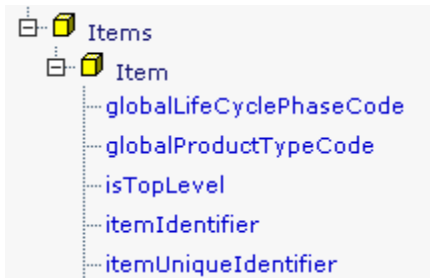 Items
Item
globalLifeCyclePhaseCode
globalProductTypeCode
isTopLevel
itemIdentifier
itemUniqueIdentifier